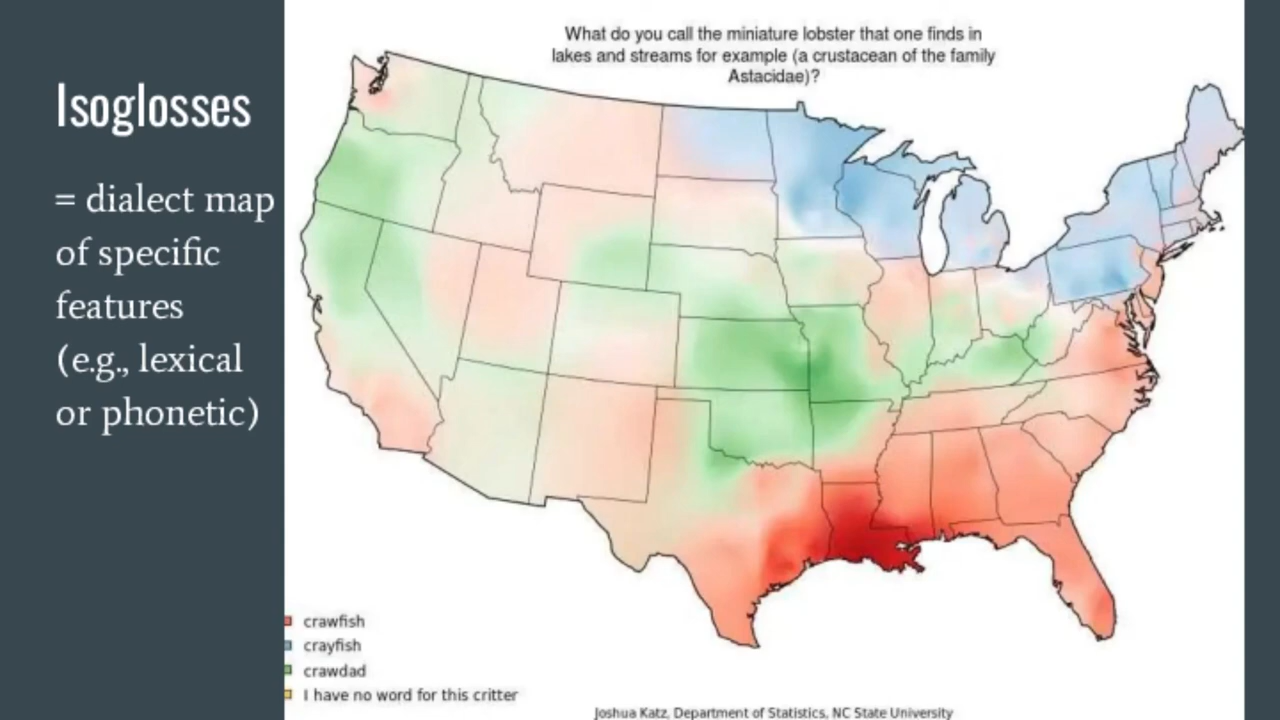 Isoglosses
= dialect map
of specific
features
(e.g., lexical
or phonetic)
What do you call the miniature lobster that one finds in
lakes and streams for example (a crustacean of the family
Astacidae)?
crawfish
crayfish
crawdad
I have no word for this critter
Joshua Katz, Department of Statistics, NC State University